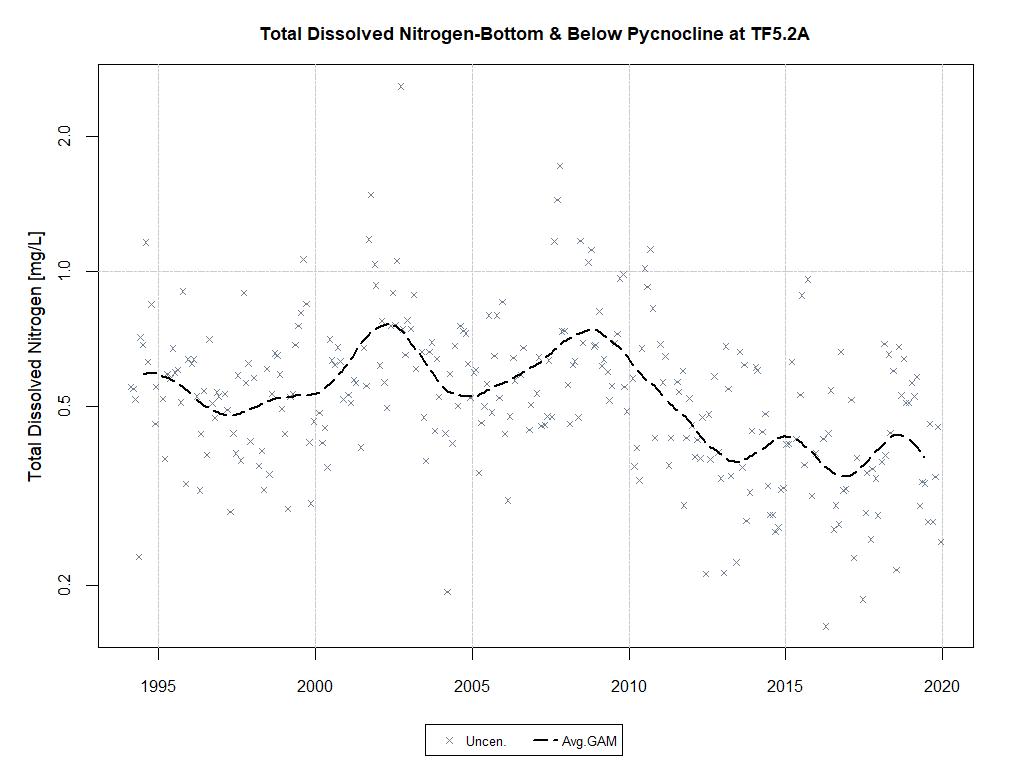 Total Dissolved Nitrogen-Bottom & Below Pycnocline at TF5.2A
Total Dissolved Nitrogen [mg/L]
2.0
1.0
0.5
0.2
1995 2000 2005 2010 2015 2020
Uncen. Avg.GAM